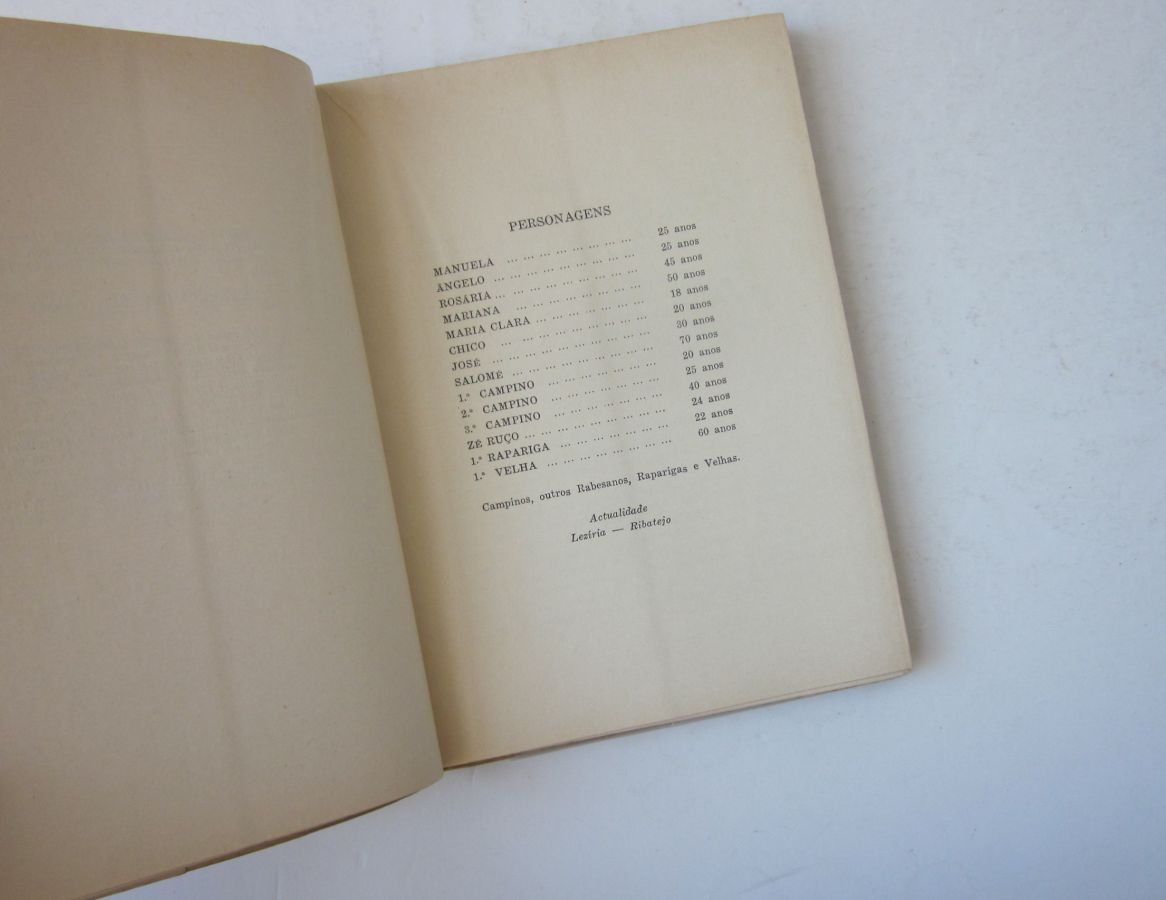 PERSONAGENS
MANUELA ... ... ... ... ... ... ... ... 25 anos
ÂNGELO ... ... ... ... ... ... ... ... ... 25 anos
ROSÁRIA ... ... ... ... ... ... ... ... ... 45 anos
MARIANA ... ... ... ... ... ... ... ... 50 anos
MARIA CLARA ... ... ... ... ... ... ... 18 anos
CHICO ... ... ... ... ... ... ... ... ... 20 anos
JOSÉ ... ... ... ... ... ... ... ... ... ... 30 anos
SALOMÉ ... ... ... ... ... ... ... ... ... 70 anos
1.º CAMPINO ... ... ... ... ... ... ... 20 anos
2.º CAMPINO ... ... ... ... ... ... ... 25 anos
3.º CAMPINO ... ... ... ... ... ... ... 40 anos
ZÉ RUÇO ... ... ... ... ... ... ... ... ... 24 anos
1.ª RAPARIGA ... ... ... ... ... ... ... 22 anos
1.ª VELHA ... ... ... ... ... ... ... ... 60 anos
Campinos, outros Rabesanos, Raparigas e Velhas.
Actualidade
Lezíria — Ribatejo